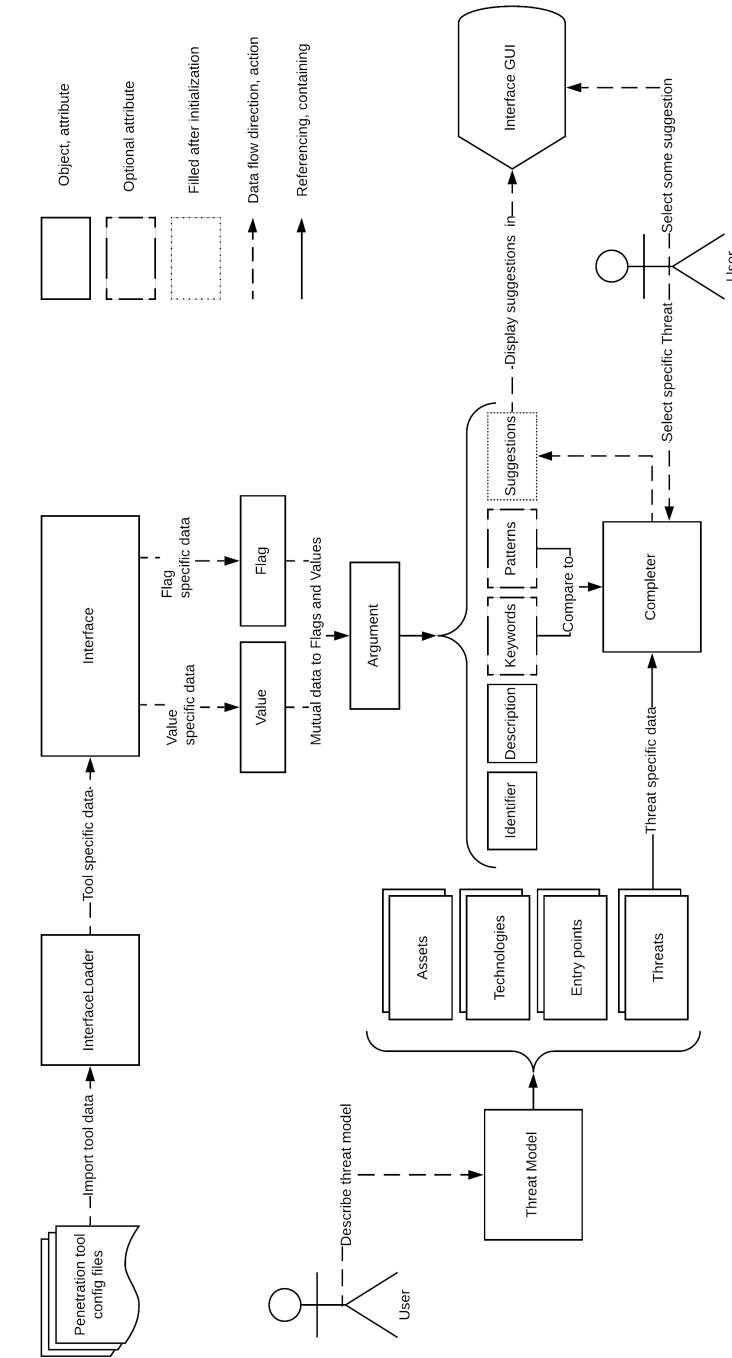 Penetration tool
config files
Import tool data
InterfaceLoader
Tool specific data
Interface
Value
specific data
Flag
specific data
Value
Flag
Mutual data to Flags and Values
Argument
Identifier
Description
Keywords
Patterns
Suggestions
Compare to
Display suggestions in
Interface GUI
User
Describe threat model
Threat Model
Assets
Technologies
Entry points
Threats
Threat specific data
Completer
Select specific Threat
Select some suggestion
User
Object, attribute
Optional attribute
Filled after initialization
Data flow direction, action
Referencing, containing